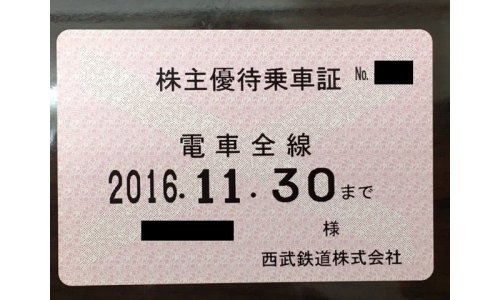 株主優待乗車証 No.
電車全線
2016.11.30まで
様
西武鉄道株式会社